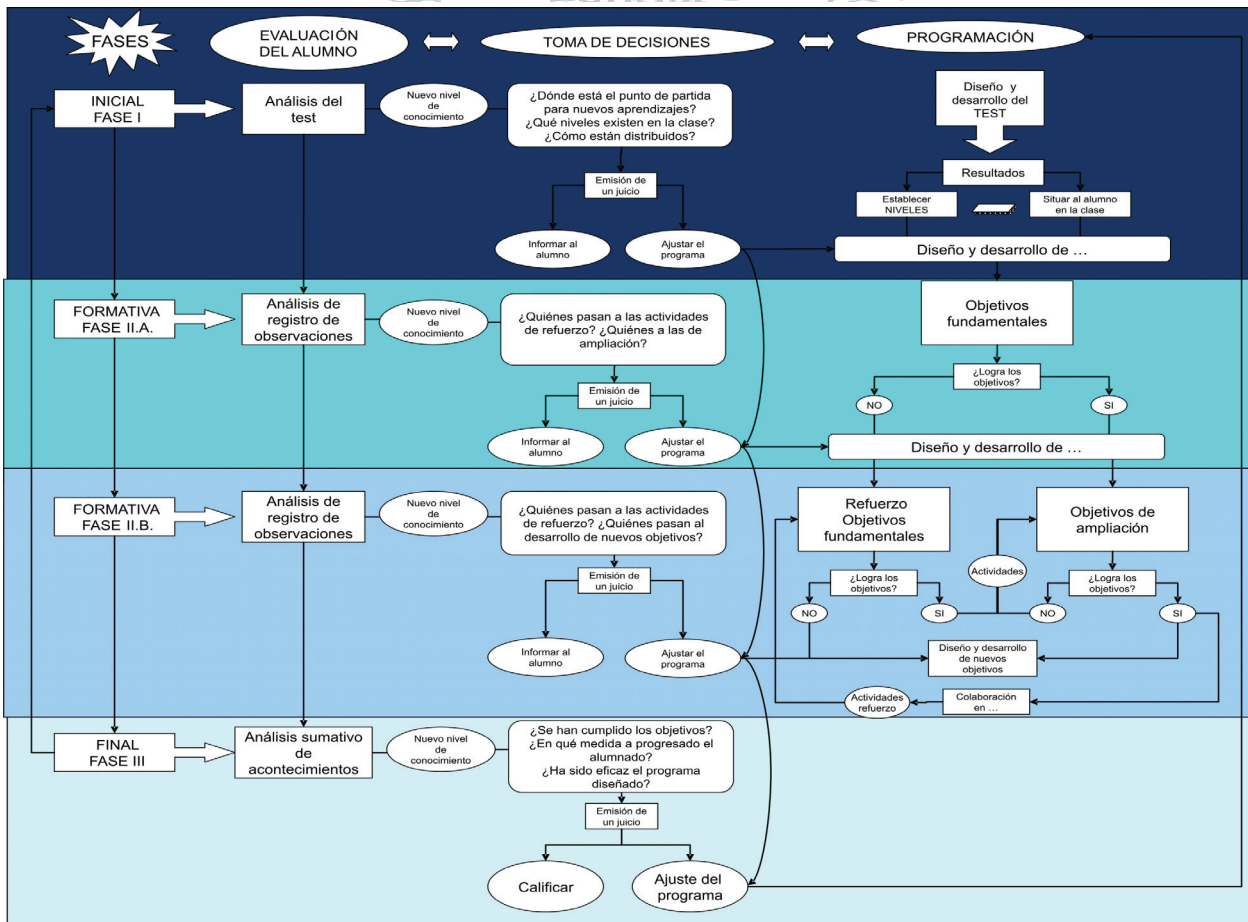 FASES
EVALUACIÓN
DEL ALUMNO
TOMA DE DECISIONES
PROGRAMACIÓN
INICIAL
FASE I
Análisis del
test
Nuevo nivel
de
conocimiento
¿Dónde está el punto de partida
para nuevos aprendizajes?
¿Qué niveles existen en la clase?
¿Cómo están distribuidos?
Emisión de
un juicio
Informar al
alumno
Ajustar el
programa
Diseño y
desarrollo del
TEST
Resultados
Establecer
NIVELES
Situar al alumno
en la clase
Diseño y desarrollo de ...
FORMATIVA
FASE II.A.
Análisis de
registro de
observaciones
Nuevo nivel
de
conocimiento
¿Quiénes pasan a las actividades
de refuerzo? ¿Quiénes a las de
ampliación?
Emisión de
un juicio
Informar al
alumno
Ajustar el
programa
Objetivos
fundamentales
¿Logra los
objetivos?
NO
SI
Diseño y desarrollo de ...
FORMATIVA
FASE II.B.
Análisis de
registro de
observaciones
Nuevo nivel
de
conocimiento
¿Quiénes pasan a las actividades
de refuerzo? ¿Quiénes pasan al
desarrollo de nuevos objetivos?
Emisión de
un juicio
Informar al
alumno
Ajustar el
programa
Refuerzo
Objetivos
fundamentales
Objetivos de
ampliación
Actividades
¿Logra los
objetivos?
¿Logra los
objetivos?
NO
SI
NO
SI
Diseño y desarrollo
de nuevos
objetivos
Actividades
refuerzo
Colaboración
en ...
FINAL
FASE III
Análisis sumativo
de
acontecimientos
Nuevo nivel
de
conocimiento
¿Se han cumplido los objetivos?
¿En qué medida a progresado el
alumnado?
¿Ha sido eficaz el programa
diseñado?
Emisión de
un juicio
Calificar
Ajuste del
programa